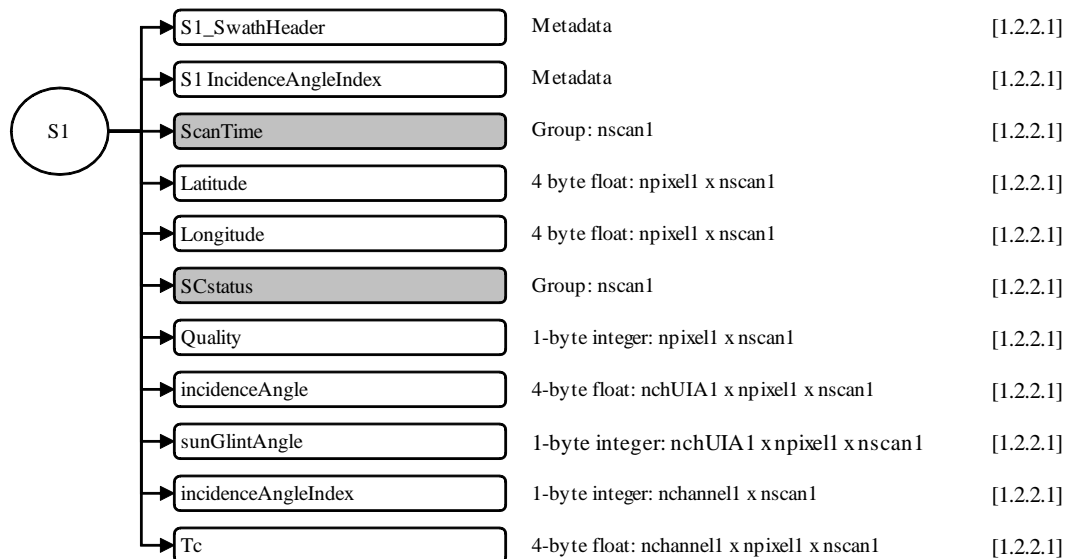 S1_SwathHeader Metadata [1.2.2.1]
S1 IncidenceAngleIndex Metadata [1.2.2.1]
S1 ScanTime Group: nscan1 [1.2.2.1]
Latitude 4 byte float: npixel1 x nscan1 [1.2.2.1]
Longitude 4 byte float: npixel1 x nscan1 [1.2.2.1]
SCstatus Group: nscan1 [1.2.2.1]
Quality 1-byte integer: npixel1 x nscan1 [1.2.2.1]
incidenceAngle 4-byte float: nchUIA1 x npixel1 x nscan1 [1.2.2.1]
sunGlintAngle 1-byte integer: nchUIA1 x npixel1 x nscan1 [1.2.2.1]
incidenceAngleIndex 1-byte integer: nchannel1 x nscan1 [1.2.2.1]
Tc 4-byte float: nchannel1 x npixel1 x nscan1 [1.2.2.1]